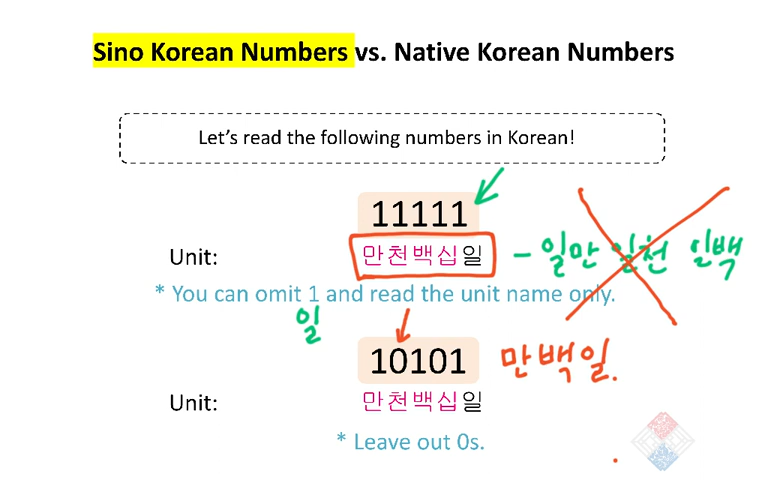 Sino Korean Numbers vs. Native Korean Numbers
Let's read the following numbers in Korean!
11111
Unit: 만천백십일 - 일만 일천 일백
* You can omit 1 and read the unit name only.
일
10101 만백일.
Unit: 만천백십일
* Leave out 0s.